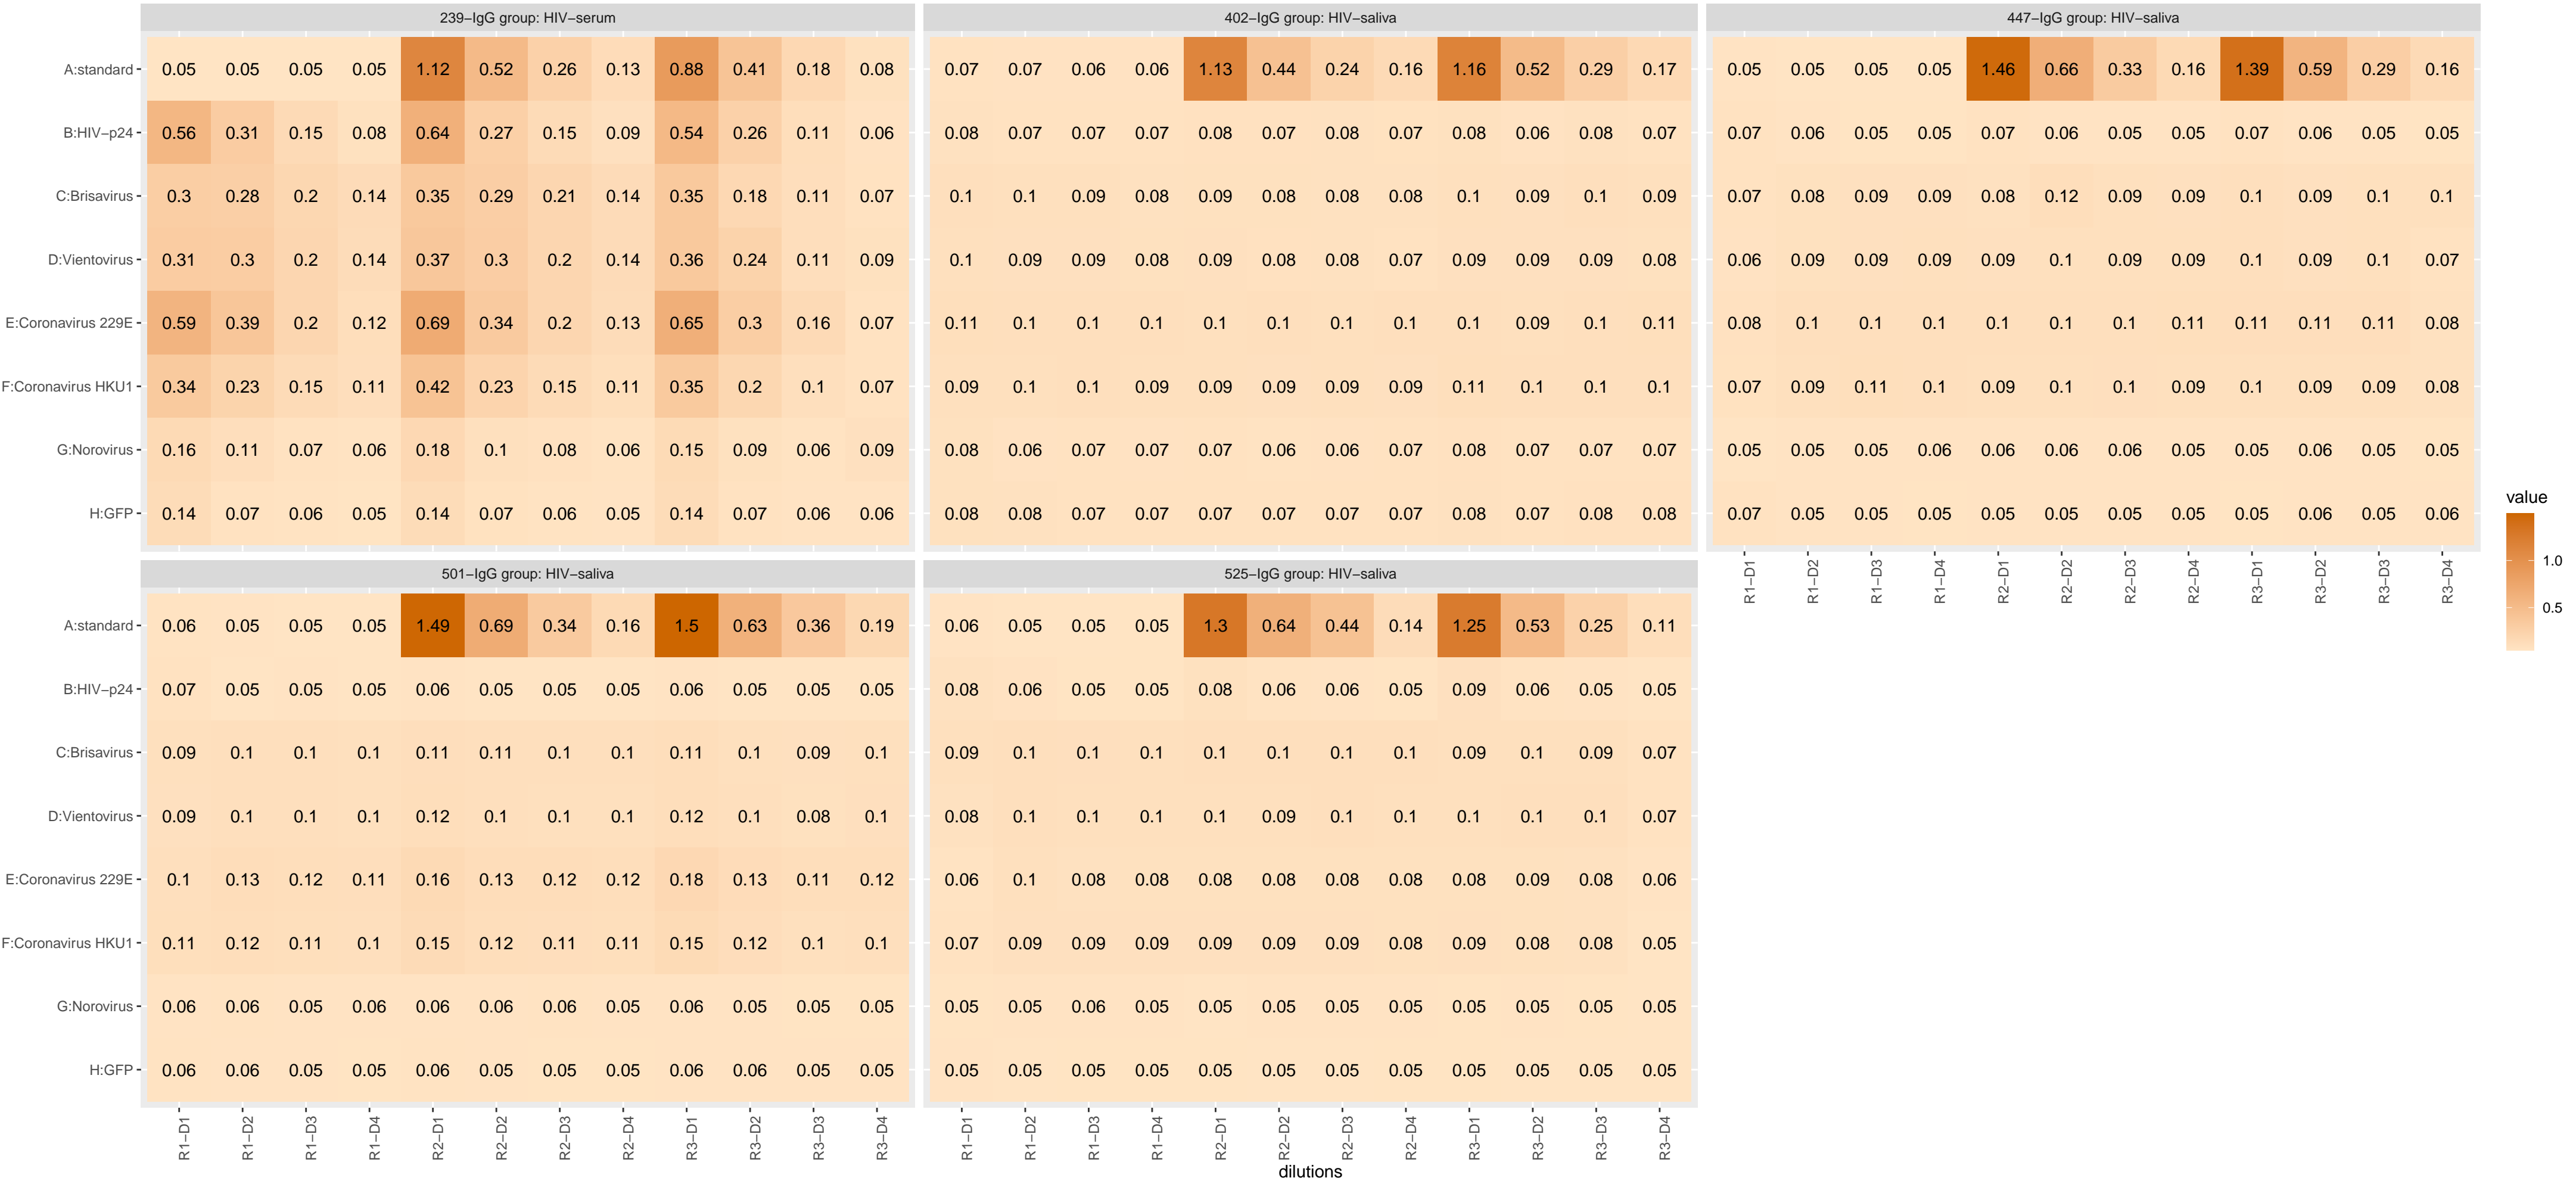 239−IgG group: HIV−serum
402−IgG group: HIV−saliva
447−IgG group: HIV−saliva
A:standard 0.05 0.05 0.05 0.05 1.12 0.52 0.26 0.13 0.88 0.41 0.18 0.08 0.07 0.07 0.06 0.06 1.13 0.44 0.24 0.16 1.16 0.52 0.29 0.17 0.05 0.05 0.05 0.05 1.46 0.66 0.33 0.16 1.39 0.59 0.29 0.16
B:HIV−p24 0.56 0.31 0.15 0.08 0.64 0.27 0.15 0.09 0.54 0.26 0.11 0.06 0.08 0.07 0.07 0.07 0.08 0.07 0.08 0.07 0.08 0.06 0.08 0.07 0.07 0.06 0.05 0.05 0.07 0.06 0.05 0.05 0.07 0.06 0.05 0.05
C:Brisavirus 0.3 0.28 0.2 0.14 0.35 0.29 0.21 0.14 0.35 0.18 0.11 0.07 0.1 0.1 0.09 0.08 0.09 0.08 0.08 0.08 0.1 0.09 0.1 0.09 0.07 0.08 0.09 0.09 0.08 0.12 0.09 0.09 0.1 0.09 0.1 0.1
D:Vientovirus 0.31 0.3 0.2 0.14 0.37 0.3 0.2 0.14 0.36 0.24 0.11 0.09 0.1 0.09 0.09 0.08 0.09 0.08 0.08 0.07 0.09 0.09 0.09 0.08 0.06 0.09 0.09 0.09 0.09 0.1 0.09 0.09 0.1 0.09 0.1 0.07
E:Coronavirus 229E 0.59 0.39 0.2 0.12 0.69 0.34 0.2 0.13 0.65 0.3 0.16 0.07 0.11 0.1 0.1 0.1 0.1 0.1 0.1 0.1 0.1 0.09 0.1 0.11 0.08 0.1 0.1 0.1 0.1 0.1 0.1 0.11 0.11 0.11 0.11 0.08
F:Coronavirus HKU1 0.34 0.23 0.15 0.11 0.42 0.23 0.15 0.11 0.35 0.2 0.1 0.07 0.09 0.1 0.1 0.09 0.09 0.09 0.09 0.09 0.11 0.1 0.1 0.1 0.07 0.09 0.11 0.1 0.09 0.1 0.1 0.09 0.1 0.09 0.09 0.08
G:Norovirus 0.16 0.11 0.07 0.06 0.18 0.1 0.08 0.06 0.15 0.09 0.06 0.09 0.08 0.06 0.07 0.07 0.07 0.06 0.06 0.07 0.08 0.07 0.07 0.07 0.05 0.05 0.05 0.06 0.06 0.06 0.06 0.05 0.05 0.06 0.05 0.05
H:GFP 0.14 0.07 0.06 0.05 0.14 0.07 0.06 0.05 0.14 0.07 0.06 0.06 0.08 0.08 0.07 0.07 0.07 0.07 0.07 0.07 0.08 0.07 0.08 0.08 0.07 0.05 0.05 0.05 0.05 0.05 0.05 0.05 0.05 0.06 0.05 0.06
R1−D1 R1−D2 R1−D3 R1−D4 R2−D1 R2−D2 R2−D3 R2−D4 R3−D1 R3−D2 R3−D3 R3−D4
value
1.0
0.5
501−IgG group: HIV−saliva
525−IgG group: HIV−saliva
A:standard 0.06 0.05 0.05 0.05 1.49 0.69 0.34 0.16 1.5 0.63 0.36 0.19 0.06 0.05 0.05 0.05 1.3 0.64 0.44 0.14 1.25 0.53 0.25 0.11
B:HIV−p24 0.07 0.05 0.05 0.05 0.06 0.05 0.05 0.05 0.06 0.05 0.05 0.05 0.08 0.06 0.05 0.05 0.08 0.06 0.06 0.05 0.09 0.06 0.05 0.05
C:Brisavirus 0.09 0.1 0.1 0.1 0.11 0.11 0.1 0.1 0.11 0.1 0.09 0.1 0.09 0.1 0.1 0.1 0.1 0.1 0.1 0.1 0.09 0.1 0.09 0.07
D:Vientovirus 0.09 0.1 0.1 0.1 0.12 0.1 0.1 0.1 0.12 0.1 0.08 0.1 0.08 0.1 0.1 0.1 0.1 0.09 0.1 0.1 0.1 0.1 0.1 0.07
E:Coronavirus 229E 0.1 0.13 0.12 0.11 0.16 0.13 0.12 0.12 0.18 0.13 0.11 0.12 0.06 0.1 0.08 0.08 0.08 0.08 0.08 0.08 0.08 0.09 0.08 0.06
F:Coronavirus HKU1 0.11 0.12 0.11 0.1 0.15 0.12 0.11 0.11 0.15 0.12 0.1 0.1 0.07 0.09 0.09 0.09 0.09 0.09 0.09 0.08 0.09 0.08 0.08 0.05
G:Norovirus 0.06 0.06 0.05 0.06 0.06 0.06 0.06 0.05 0.06 0.05 0.05 0.05 0.05 0.05 0.06 0.05 0.05 0.05 0.05 0.05 0.05 0.05 0.05 0.05
H:GFP 0.06 0.06 0.05 0.05 0.06 0.05 0.05 0.05 0.06 0.06 0.05 0.05 0.05 0.05 0.05 0.05 0.05 0.05 0.05 0.05 0.05 0.05 0.05 0.05
R1−D1 R1−D2 R1−D3 R1−D4 R2−D1 R2−D2 R2−D3 R2−D4 R3−D1 R3−D2 R3−D3 R3−D4 R1−D1 R1−D2 R1−D3 R1−D4 R2−D1 R2−D2 R2−D3 R2−D4 R3−D1 R3−D2 R3−D3 R3−D4
dilutions